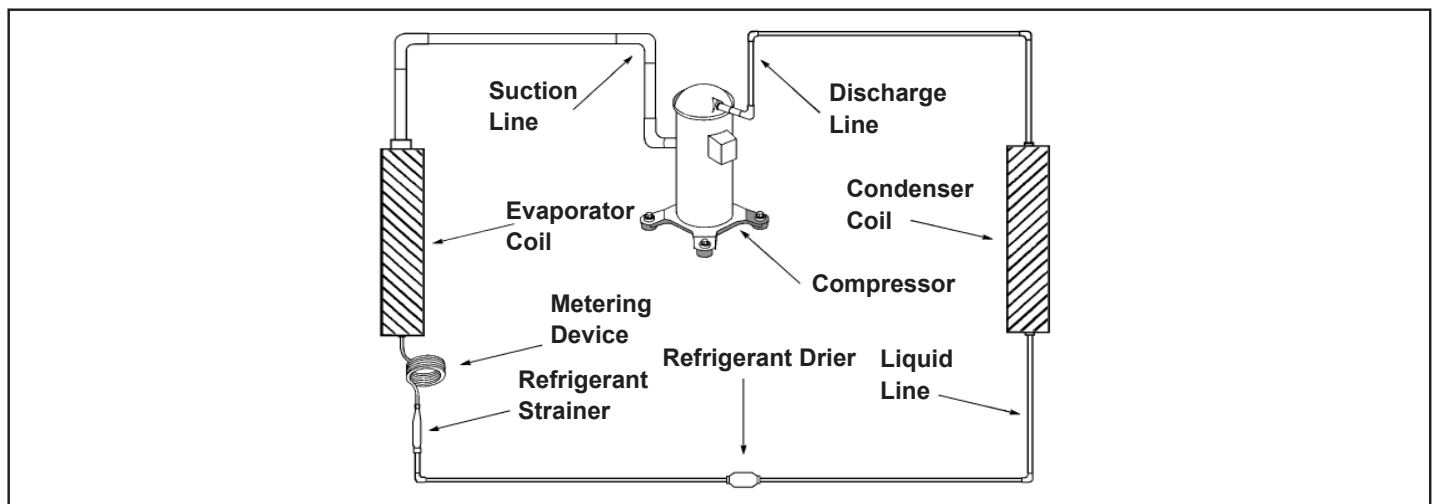 Suction
Line
Discharge
Line
Evaporator
Coil
Condenser
Coil
Compressor
Metering
Device
Refrigerant Drier
Liquid
Line
Refrigerant
Strainer